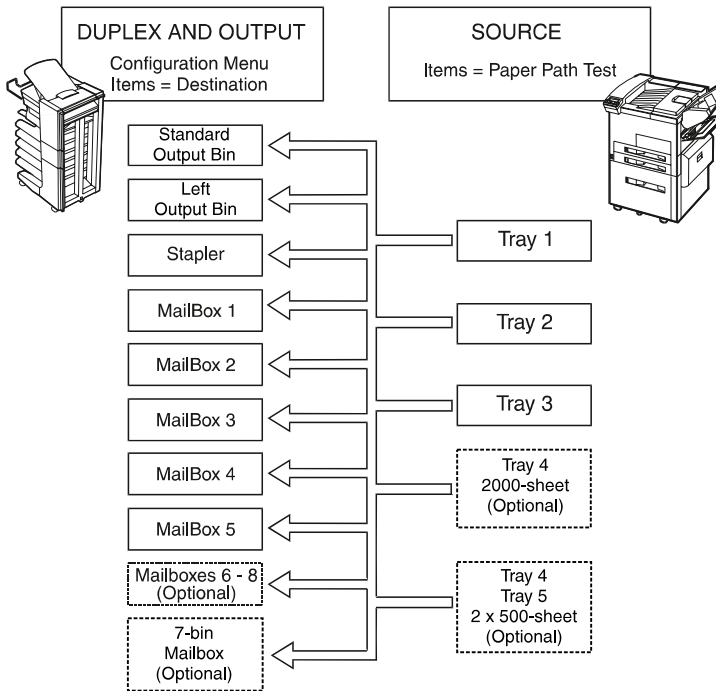 DUPLEX AND OUTPUT
Configuration Menu
Items = Destination
SOURCE
Items = Paper Path Test
Standard
Output Bin
Left
Output Bin
Stapler
MailBox 1
MailBox 2
MailBox 3
MailBox 4
MailBox 5
Mailboxes 6 - 8
(Optional)
7-bin
Mailbox
(Optional)
Tray 1
Tray 2
Tray 3
Tray 4
2000-sheet
(Optional)
Tray 4
Tray 5
2 x 500-sheet
(Optional)